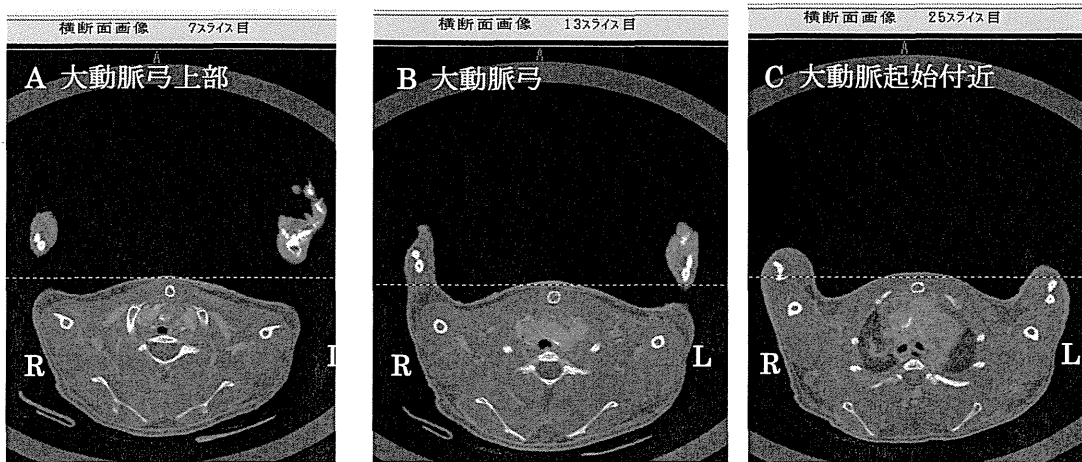 横断面画像 7スライス目
A
A 大動脈弓上部
R
L
横断面画像 13スライス目
A
B 大動脈弓
R
L
横断面画像 25スライス目
A
C 大動脈起始付近
R
L